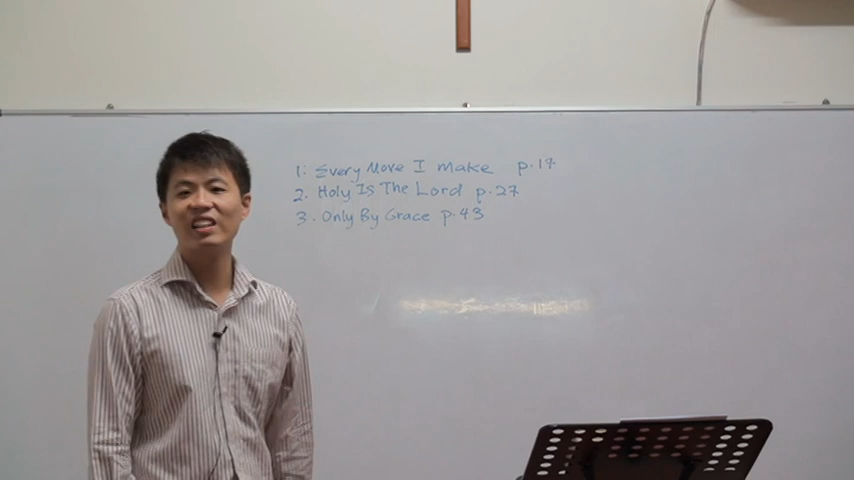 1: Every Move I make p.17
2. Holy Is The Lord p.27
3. Only By Grace p.43